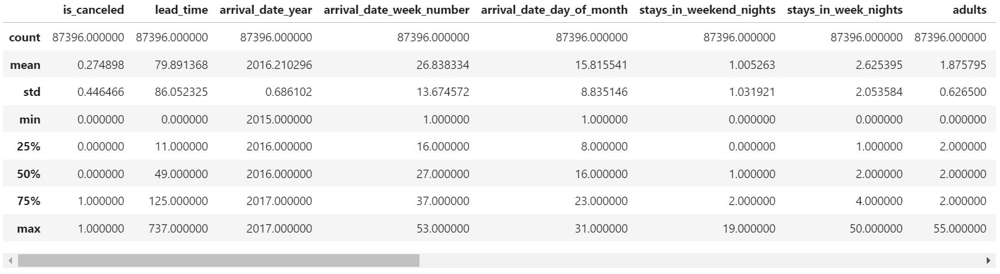 is_canceled lead_time arrival_date_year arrival_date_week_number arrival_date_day_of_month stays_in_weekend_nights stays_in_week_nights adults
count 87396.000000 87396.000000 87396.000000 87396.000000 87396.000000 87396.000000 87396.000000 87396.000000
mean 0.274898 79.891368 2016.210296 26.838334 15.815541 1.005263 2.625395 1.875795
std 0.446466 86.052325 0.686102 13.674572 8.835146 1.031921 2.053584 0.626500
min 0.000000 0.000000 2015.000000 1.000000 1.000000 0.000000 0.000000 0.000000
25% 0.000000 11.000000 2016.000000 16.000000 8.000000 0.000000 1.000000 2.000000
50% 0.000000 49.000000 2016.000000 27.000000 16.000000 1.000000 2.000000 2.000000
75% 1.000000 125.000000 2017.000000 37.000000 23.000000 2.000000 4.000000 2.000000
max 1.000000 737.000000 2017.000000 53.000000 31.000000 19.000000 50.000000 55.000000